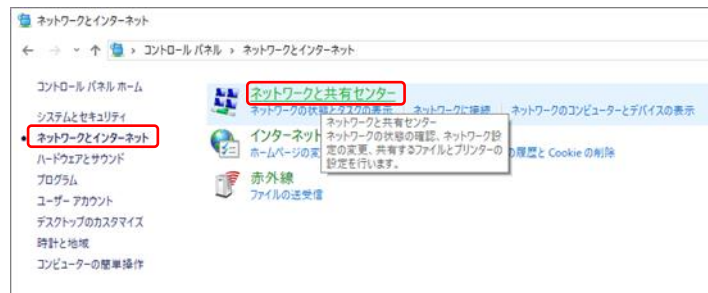 ネットワークとインターネット
コントロール パネル › ネットワークとインターネット
コントロール パネル ホーム
システムとセキュリティ
ネットワークとインターネット
ハードウェアとサウンド
プログラム
ユーザー アカウント
デスクトップのカスタマイズ
時計と地域
コンピューターの簡単操作
ネットワークと共有センター
ネットワークの状態とタスクの表示 ネットワークに接続 ネットワークのコンピューターとデバイスの表示
ネットワークと共有センター
ネットワークの状態の確認、ネットワーク設
定の変更、共有するファイルとプリンターの
設定を行います。
インターネット
ホームページの変 の履歴と Cookie の削除
赤外線
ファイルの送受信